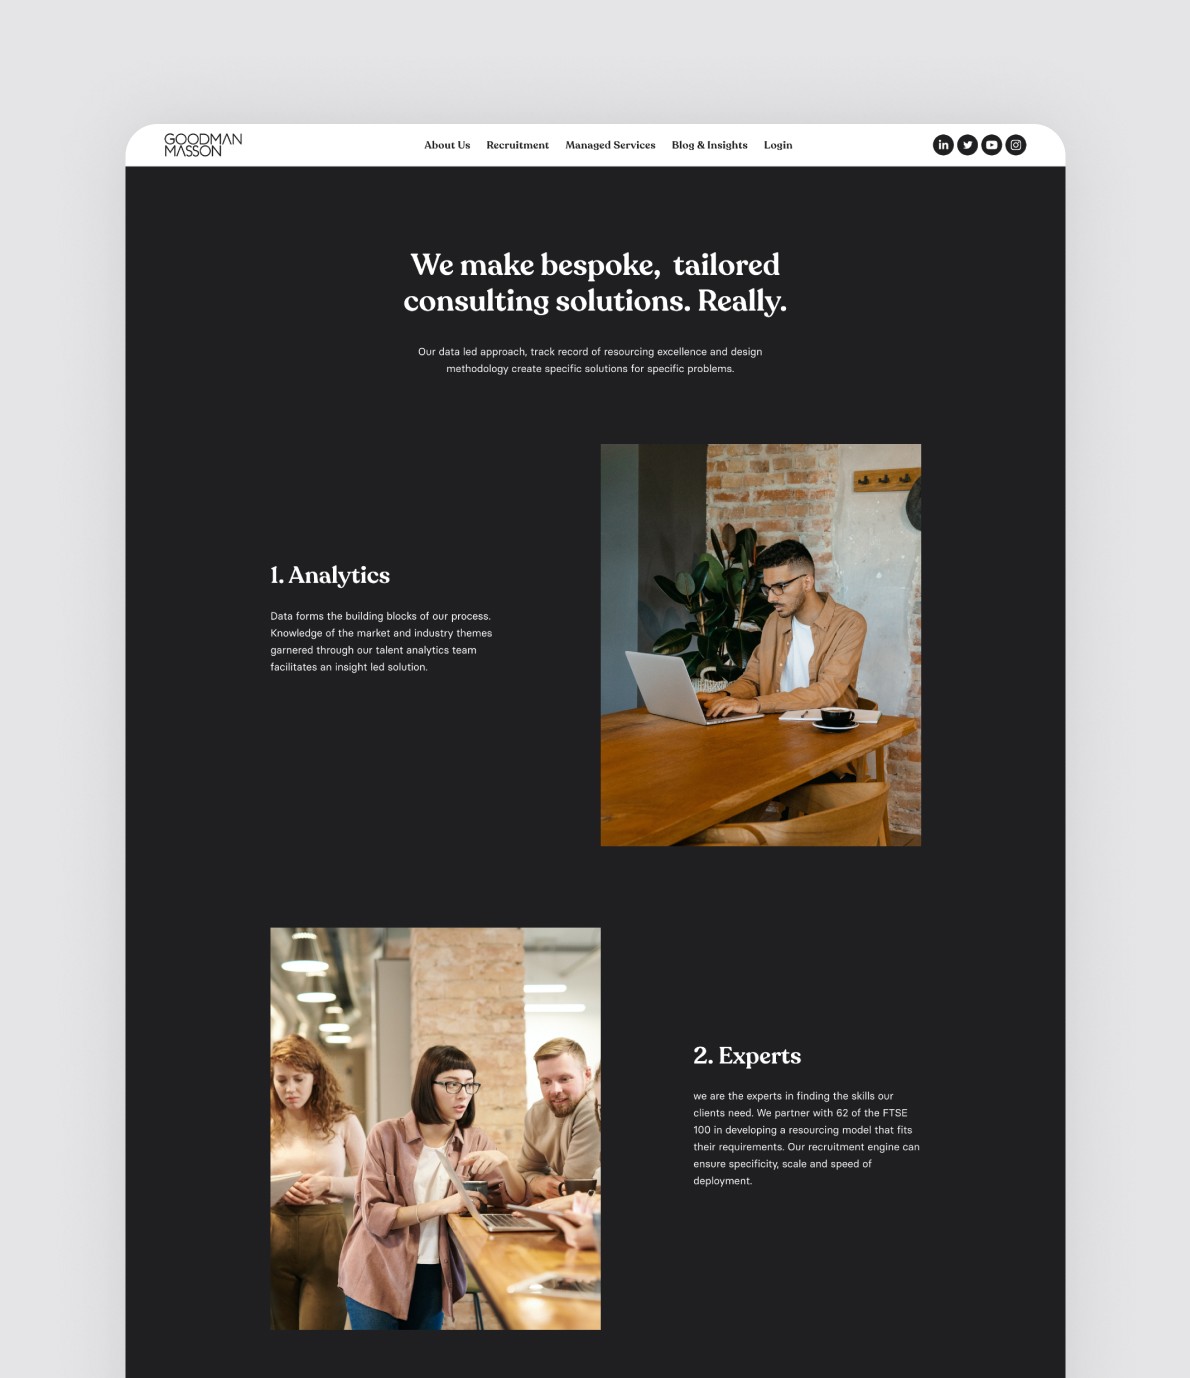 GOODMAN
MASSON
About Us Recruitment Managed Services Blog & Insights Login
in
We make bespoke,  tailored
consulting solutions. Really.
Our data led approach, track record of resourcing excellence and design
methodology create specific solutions for specific problems.
1. Analytics
Data forms the building blocks of our process.
Knowledge of the market and industry themes
garnered through our talent analytics team
facilitates an insight led solution.
2. Experts
we are the experts in finding the skills our
clients need. We partner with 62 of the FTSE
100 in developing a resourcing model that fits
their requirements. Our recruitment engine can
ensure specificity, scale and speed of
deployment.